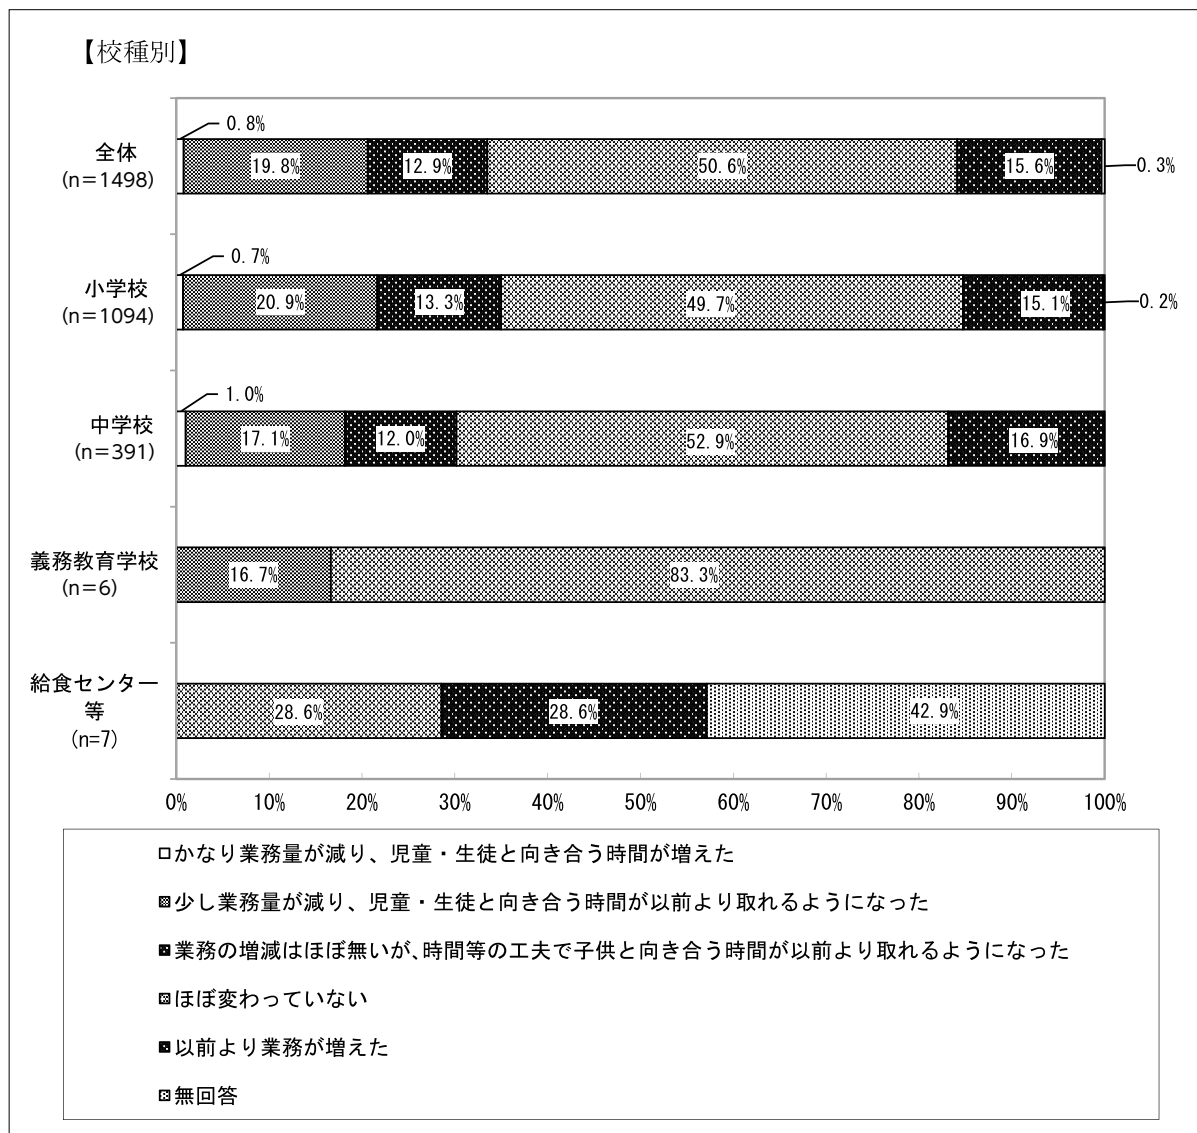 【校種別】
0.8%
全体
(n=1498)
19.8% 12.9% 50.6% 15.6% 0.3%
0.7%
小学校
(n=1094)
20.9% 13.3% 49.7% 15.1% 0.2%
1.0%
中学校
(n=391)
17.1% 12.0% 52.9% 16.9%
義務教育学校
(n=6)
16.7% 83.3%
給食センター
等
(n=7)
28.6% 28.6% 42.9%
0% 10% 20% 30% 40% 50% 60% 70% 80% 90% 100%
かなり業務量が減り、児童・生徒と向き合う時間が増えた
少し業務量が減り、児童・生徒と向き合う時間が以前より取れるようになった
業務の増減はほぼ無いが、時間等の工夫で子供と向き合う時間が以前より取れるようになった
ほぼ変わっていない
以前より業務が増えた
無回答